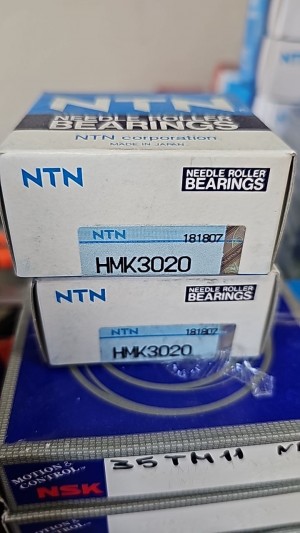 NTN
NEEDLE ROLLER
BEARINGS
NTN corporation
MADE IN JAPAN
NTN
NEEDLE ROLLER
BEARINGS
NTN 181807
HMK3020
NTN
NEEDLE ROLLER
BEARINGS
NTN 181807
HMK3020
MOTION &
CONTROL
NSK
35TM11
MOTION &